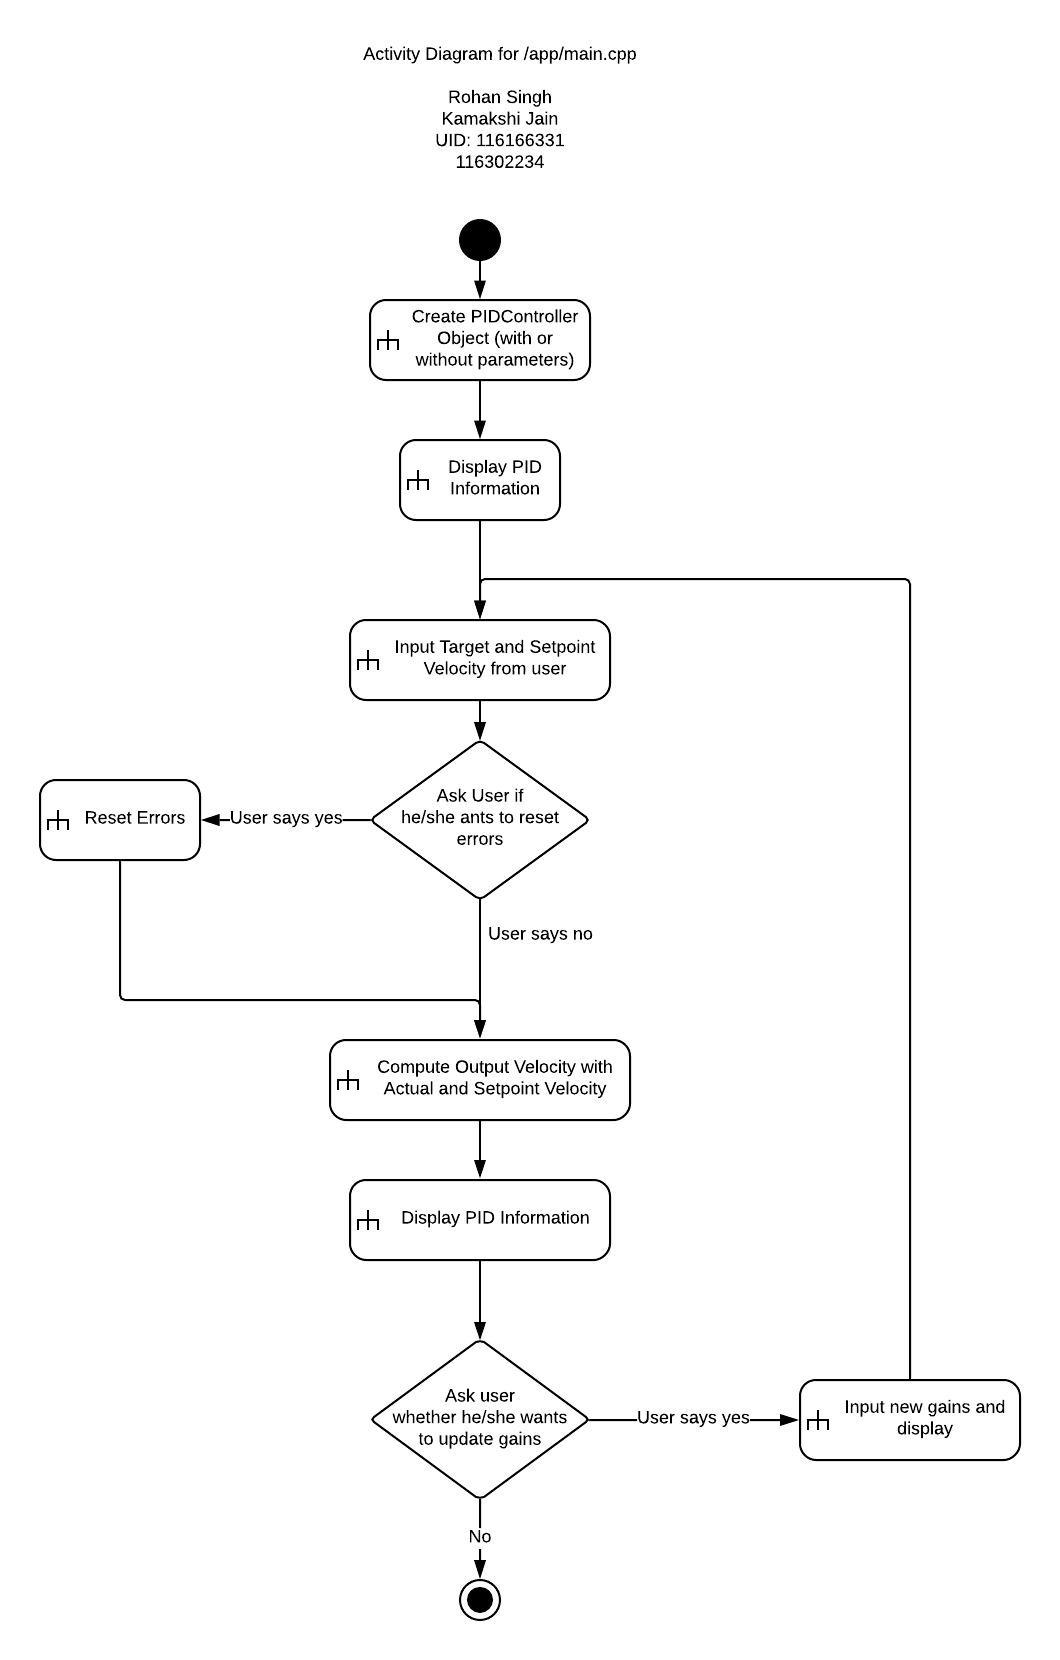 Activity Diagram for /app/main.cpp
Rohan Singh
Kamakshi Jain
UID: 116166331
116302234
Create PIDController
Object (with or
without parameters)
Display PID
Information
Input Target and Setpoint
Velocity from user
Ask User if
he/she ants to reset
errors
User says yes
Reset Errors
User says no
Compute Output Velocity with
Actual and Setpoint Velocity
Display PID Information
Ask user
whether he/she wants
to update gains
User says yes
Input new gains and
display
No